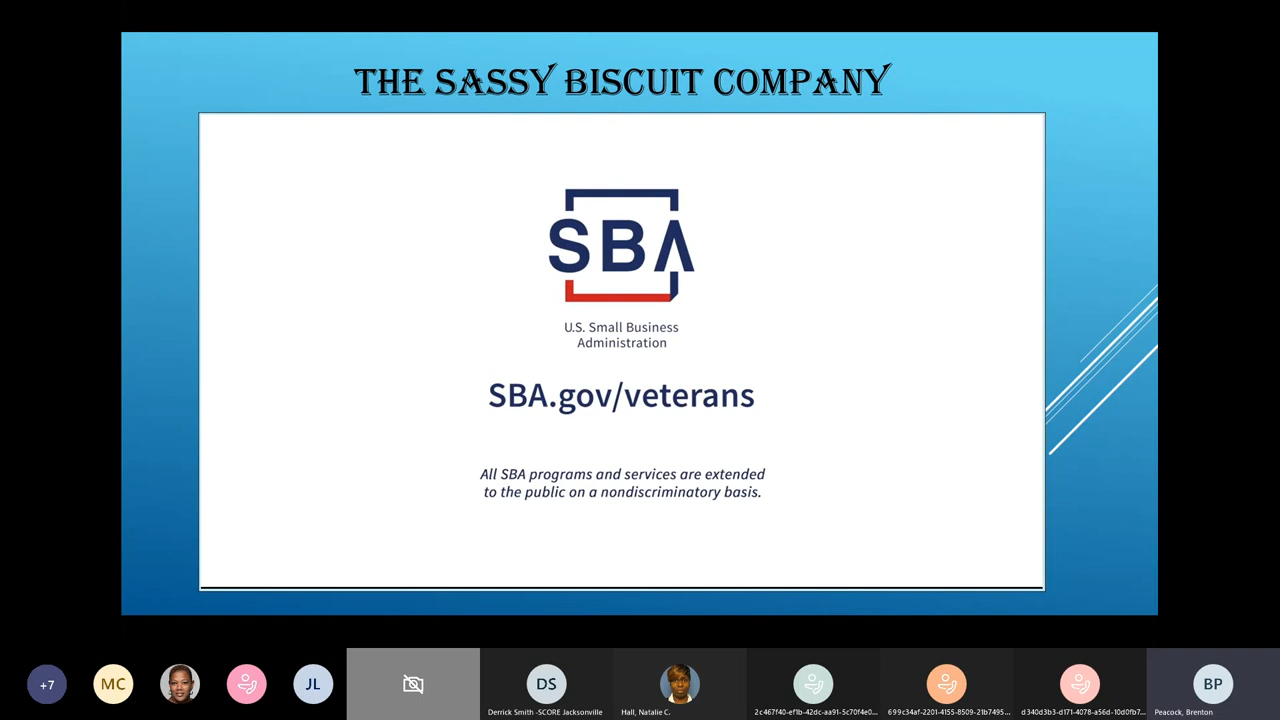 THE SASSY BISCUIT COMPANY
SBA
U.S. Small Business
Administration
SBA.gov/veterans
All SBA programs and services are extended
to the public on a nondiscriminatory basis.
+7
MC
JL
DS
BP
Derrick Smith -SCORE Jacksonville
Hall, Natalie C.
2c467f40-ef1b-42dc-aa91-5c70f4e0...
699c34af-2201-4155-8509-21b7495...
d340d3b3-d171-4078-a56d-10d0fb7...
Peacock, Brenton